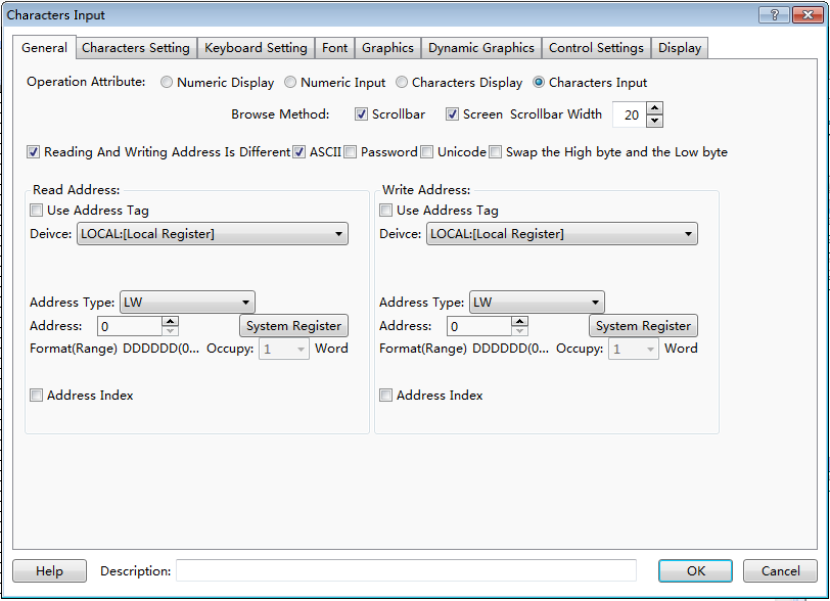 Characters Input
General Characters Setting Keyboard Setting Font Graphics Dynamic Graphics Control Settings Display
Operation Attribute: Numeric Display Numeric Input Characters Display Characters Input
Browse Method: Scrollbar Screen Scrollbar Width 20
Reading And Writing Address Is Different ASCII Password Unicode Swap the High byte and the Low byte
Read Address: Write Address:
Use Address Tag Use Address Tag
Deivce: LOCAL:[Local Register] Deivce: LOCAL:[Local Register]
Address Type: LW Address Type: LW
Address: 0 System Register Address: 0 System Register
Format(Range) DDDDDD(0... Occupy: 1 Word Format(Range) DDDDDD(0... Occupy: 1 Word
Address Index Address Index
Help Description: OK Cancel